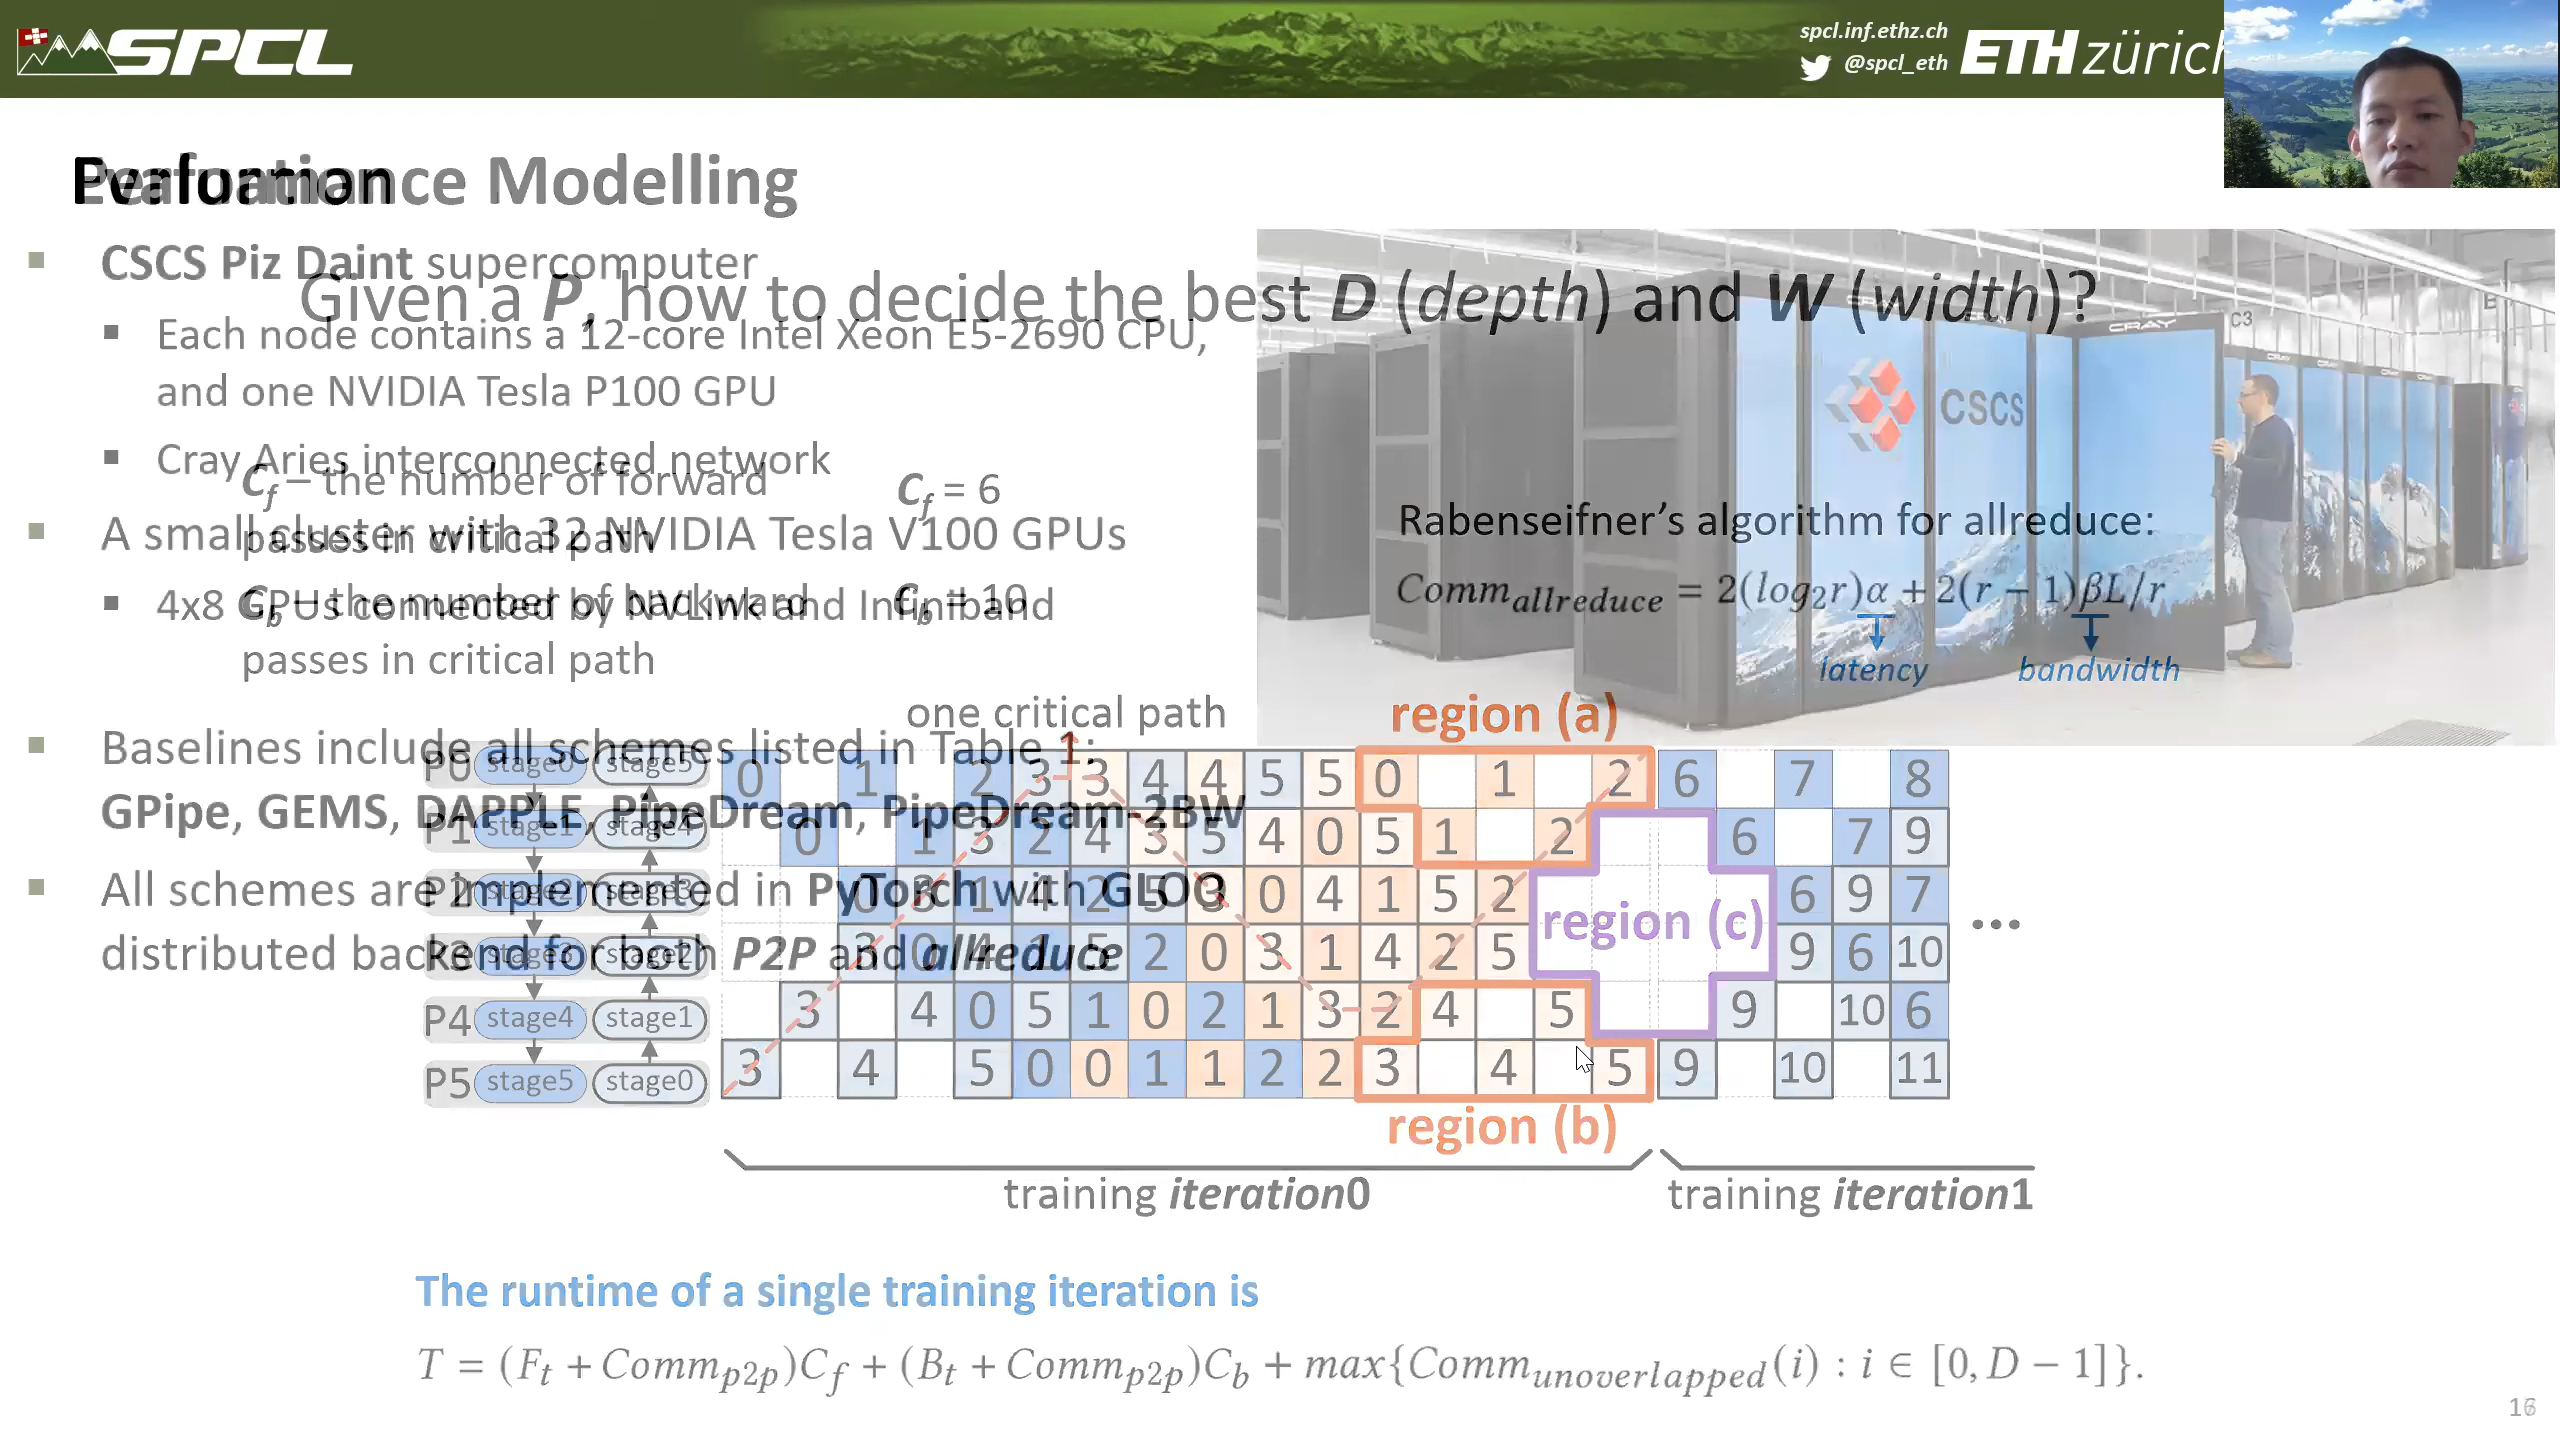 SPCL
spcl.inf.ethz.ch
@spcl_eth
ETH zürich
Performance Modelling
Evaluation
Given a P, how to decide the best D (depth) and W (width)?
CSCS Piz Daint supercomputer
Each node contains a 12-core Intel Xeon E5-2690 CPU,
and one NVIDIA Tesla P100 GPU
Cray Aries interconnected network
A small cluster with 32 NVIDIA Tesla V100 GPUs
4x8 GPUs connected by NVLink and Infiniband
Baselines include all schemes listed in Table 1:
GPipe, GEMS, DAPPLE, PipeDream, PipeDream-2BW
All schemes are implemented in PyTorch with GLOO
distributed backend for both P2P and allreduce
CSCS
CRAY
C3
Cf – the number of forward
passes in critical path
Cf = 6
Cb – the number of backward
passes in critical path
Cb = 10
Rabenseifner’s algorithm for allreduce:
Comm_allreduce = 2(log₂r)α + 2(r − 1)βL/r
latency
bandwidth
one critical path
region (a)
P0 stage0 stage5 0 1 2 3 3 4 4 5 5 0 1 2 6 7 8
P1 stage1 stage4 0 1 3 2 4 3 5 4 0 5 1 2 6 7 9
P2 stage2 stage3 0 3 1 4 2 5 3 0 4 1 5 2 6 9 7
region (c)
...
P3 stage3 stage2 3 0 4 1 5 2 0 3 1 4 2 5 9 6 10
P4 stage4 stage1 3 4 0 5 1 0 2 1 3 2 4 5 9 10 6
P5 stage5 stage0 3 4 5 0 0 1 1 2 2 3 4 5 9 10 11
region (b)
training iteration0
training iteration1
The runtime of a single training iteration is
T = (F_t + Comm_p2p)C_f + (B_t + Comm_p2p)C_b + max{Comm_unoverlapped(i) : i ∈ [0, D − 1]}.